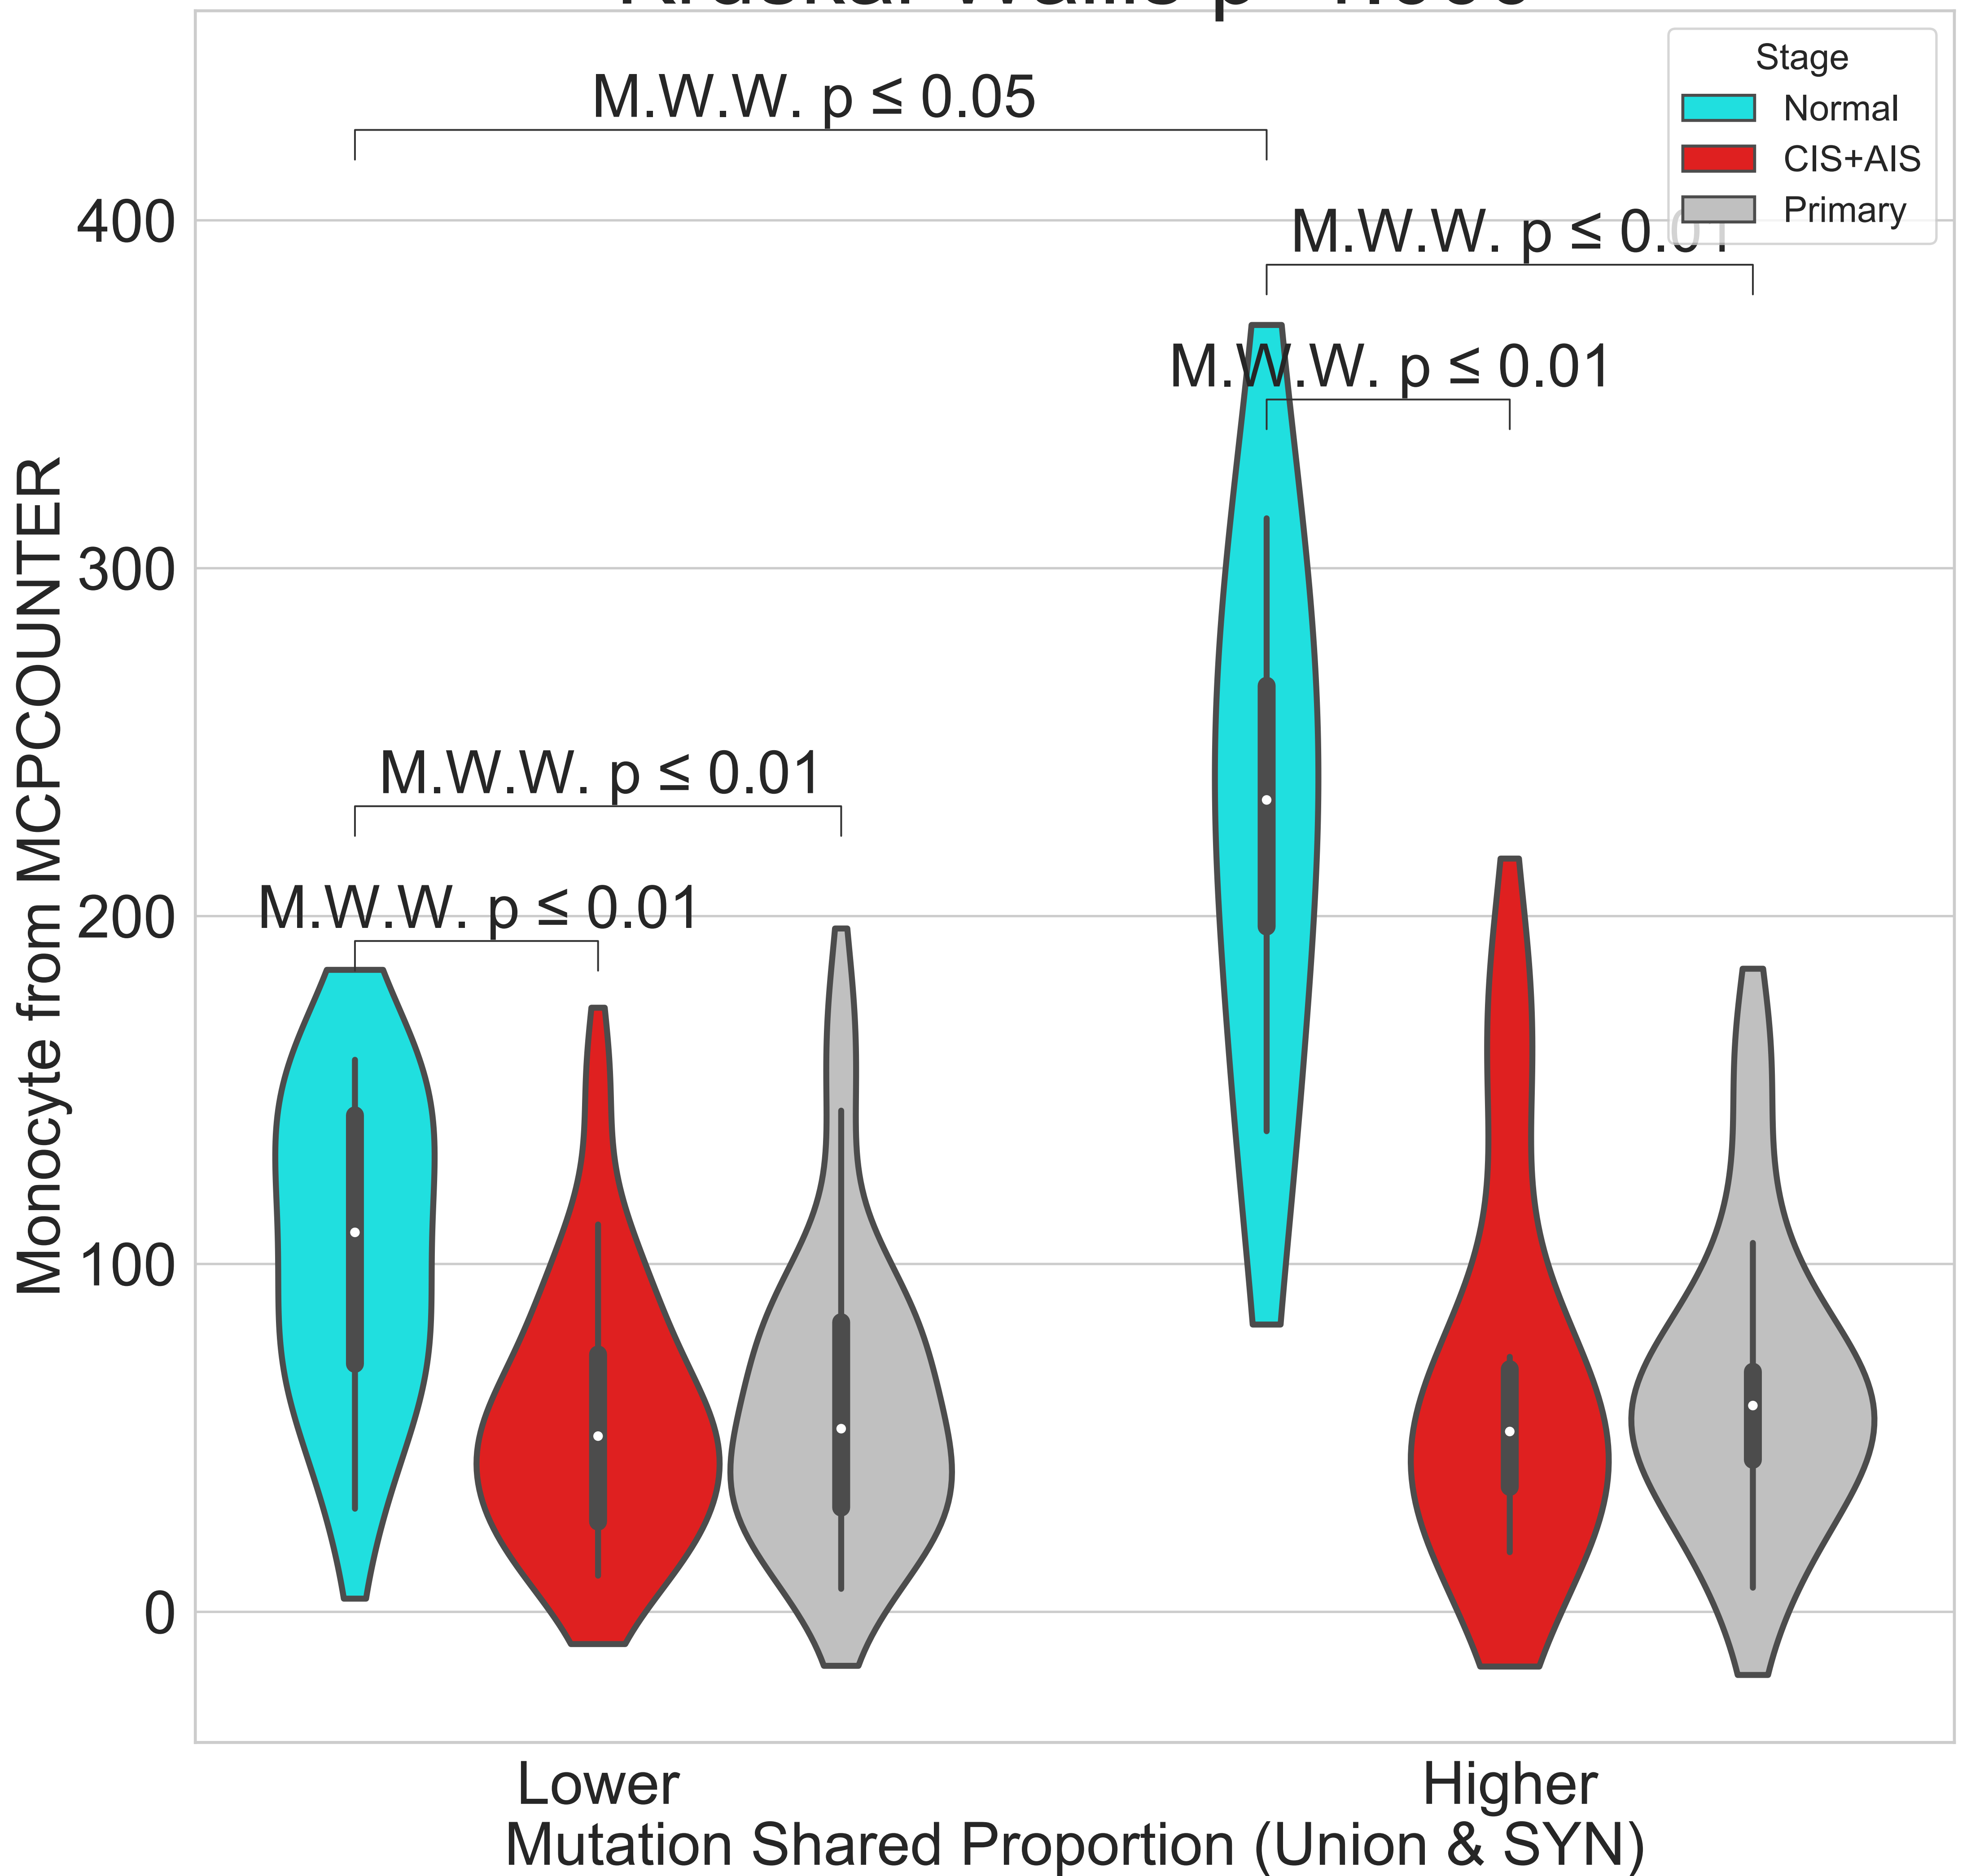 M.W.W. p ≤ 0.05
Stage
Normal
CIS+AIS
Primary
M.W.W. p ≤ 0.01
M.W.W. p ≤ 0.01
M.W.W. p ≤ 0.01
M.W.W. p ≤ 0.01
400
300
200
100
0
Monocyte from MCPCOUNTER
Lower
Higher
Mutation Shared Proportion (Union & SYN)